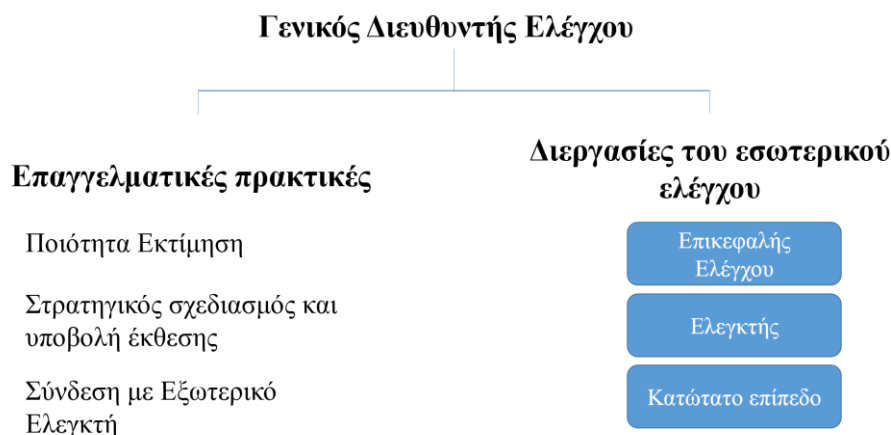 Γενικός Διευθυντής Ελέγχου
Επαγγελματικές πρακτικές
Ποιότητα Εκτίμηση
Στρατηγικός σχεδιασμός και
υποβολή έκθεσης
Σύνδεση με Εξωτερικό
Ελεγκτή
Διεργασίες του εσωτερικού
ελέγχου
Επικεφαλής
Ελέγχου
Ελεγκτής
Κατώτατο επίπεδο